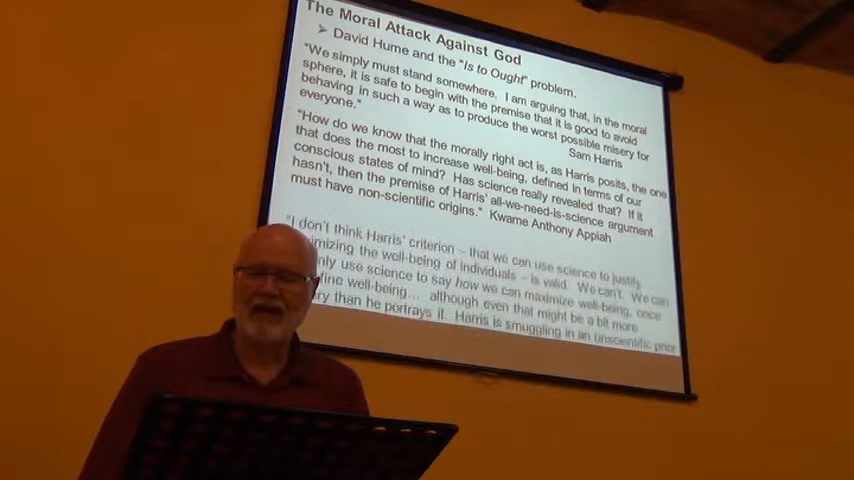 The Moral Attack Against God
➢ David Hume and the "Is to Ought" problem.
"We simply must stand somewhere. I am arguing that, in the moral
sphere, it is safe to begin with the premise that it is good to avoid
behaving in such a way as to produce the worst possible misery for
everyone."
Sam Harris
"How do we know that the morally right act is, as Harris posits, the one
that does the most to increase well-being, defined in terms of our
conscious states of mind? Has science really revealed that? If it
hasn't, then the premise of Harris' all-we-need-is-science argument
must have non-scientific origins." Kwame Anthony Appiah
"I don't think Harris' criterion – that we can use science to justify
the well-being of individuals – is valid. We can't. We can
use science to say how we can maximize well-being, once
well-being... although even that might be a bit more
than he portrays it. Harris is smuggling in an unscientific prior